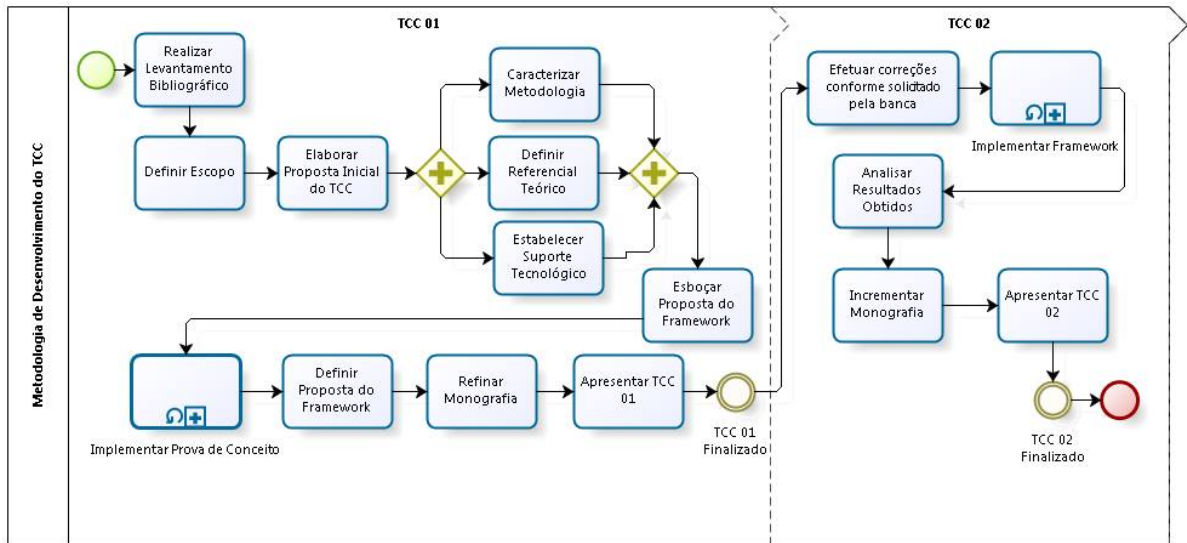 Metodologia de Desenvolvimento do TCC
TCC 01
Realizar
Levantamento
Bibliográfico
Definir Escopo
Elaborar
Proposta Inicial
do TCC
Caracterizar
Metodologia
Definir
Referencial
Teórico
Estabelecer
Suporte
Tecnológico
Esboçar
Proposta do
Framework
Implementar Prova de Conceito
Definir
Proposta do
Framework
Refinar
Monografia
Apresentar TCC
01
TCC 01
Finalizado
TCC 02
Efetuar correções
conforme solicitado
pela banca
Implementar Framework
Analisar
Resultados
Obtidos
Incrementar
Monografia
Apresentar TCC
02
TCC 02
Finalizado